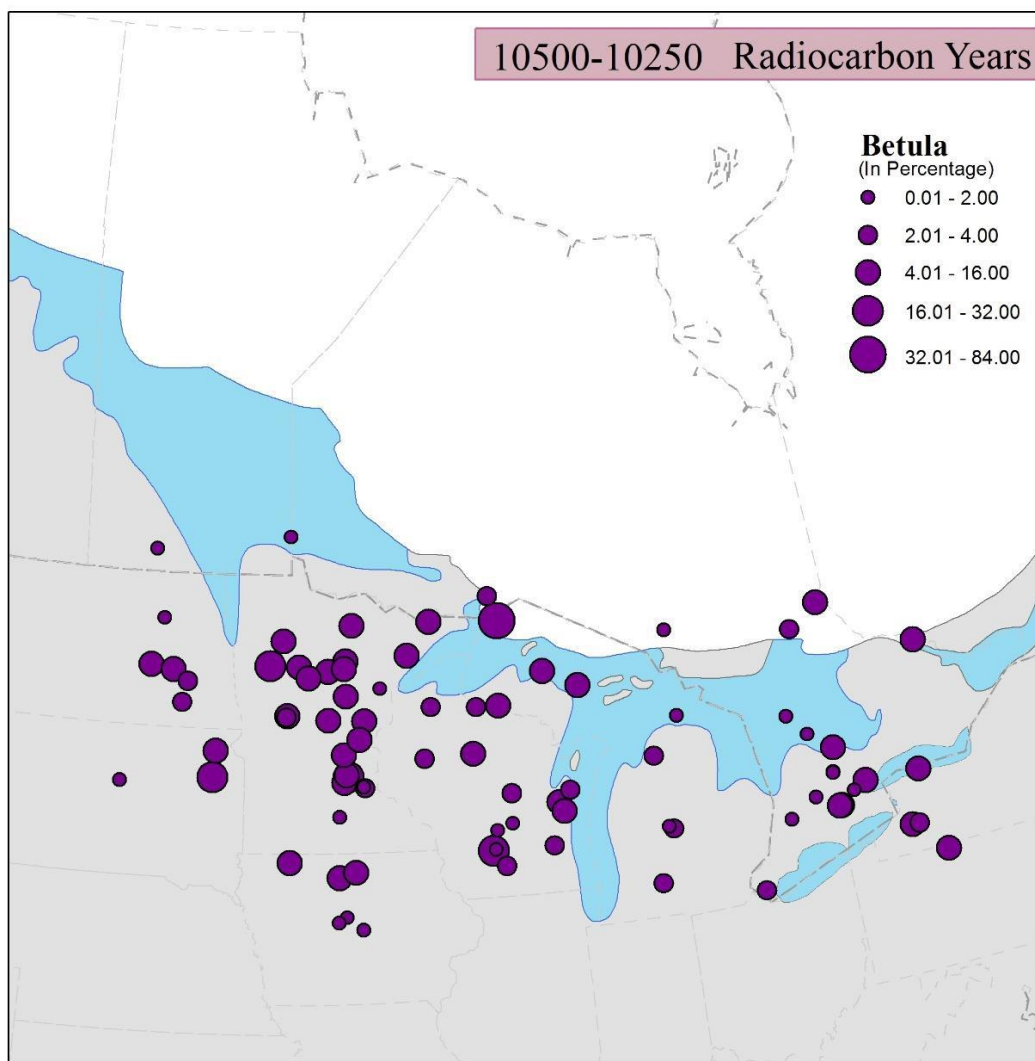 10500-10250 Radiocarbon Years
Betula
(In Percentage)
0.01 - 2.00
2.01 - 4.00
4.01 - 16.00
16.01 - 32.00
32.01 - 84.00